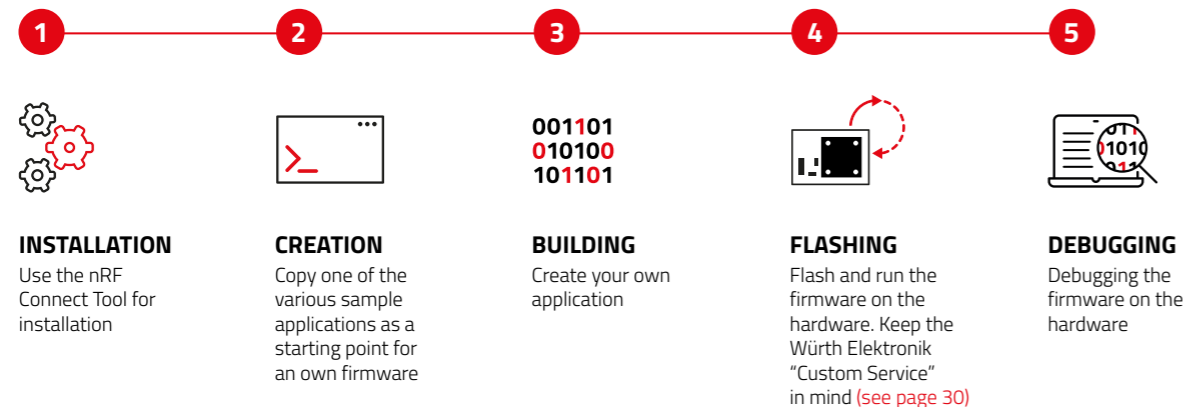 1
2
3
4
5
001101
010100
101101
INSTALLATION
Use the nRF
Connect Tool for
installation
CREATION
Copy one of the
various sample
applications as a
starting point for
an own firmware
BUILDING
Create your own
application
FLASHING
Flash and run the
firmware on the
hardware. Keep the
Würth Elektronik
“Custom Service”
in mind (see page 30)
DEBUGGING
Debugging the
firmware on the
hardware